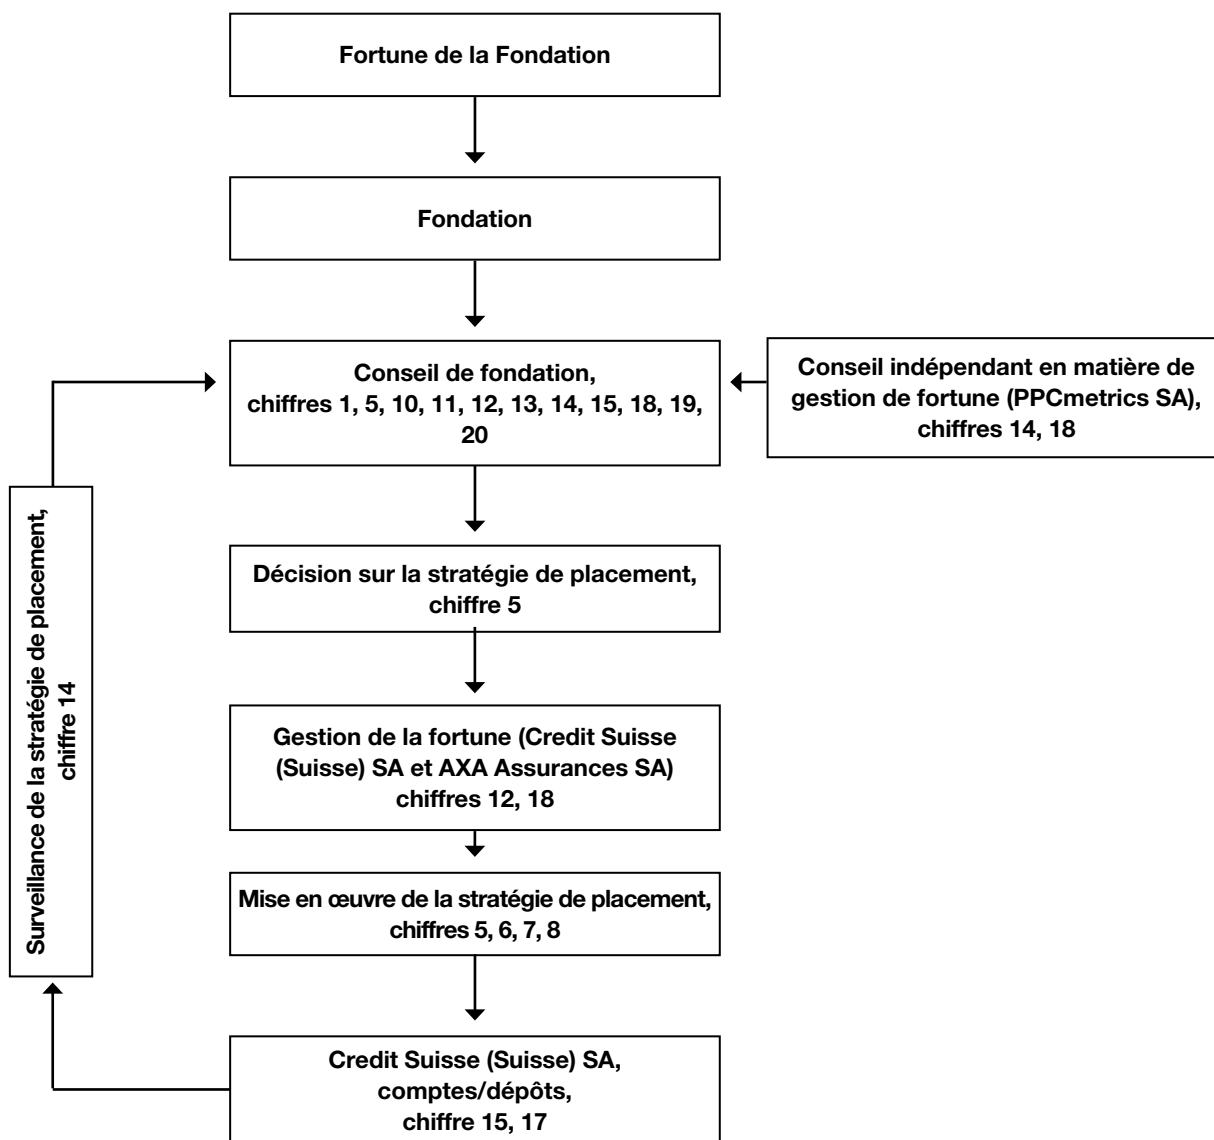 Fortune de la Fondation
Fondation
Conseil de fondation,
chiffres 1, 5, 10, 11, 12, 13, 14, 15, 18, 19,
20
Conseil indépendant en matière de
gestion de fortune (PPCmetrics SA),
chiffres 14, 18
Surveillance de la stratégie de placement,
chiffre 14
Décision sur la stratégie de placement,
chiffre 5
Gestion de la fortune (Credit Suisse
(Suisse) SA et AXA Assurances SA)
chiffres 12, 18
Mise en œuvre de la stratégie de placement,
chiffres 5, 6, 7, 8
Credit Suisse (Suisse) SA,
comptes/dépôts,
chiffre 15, 17